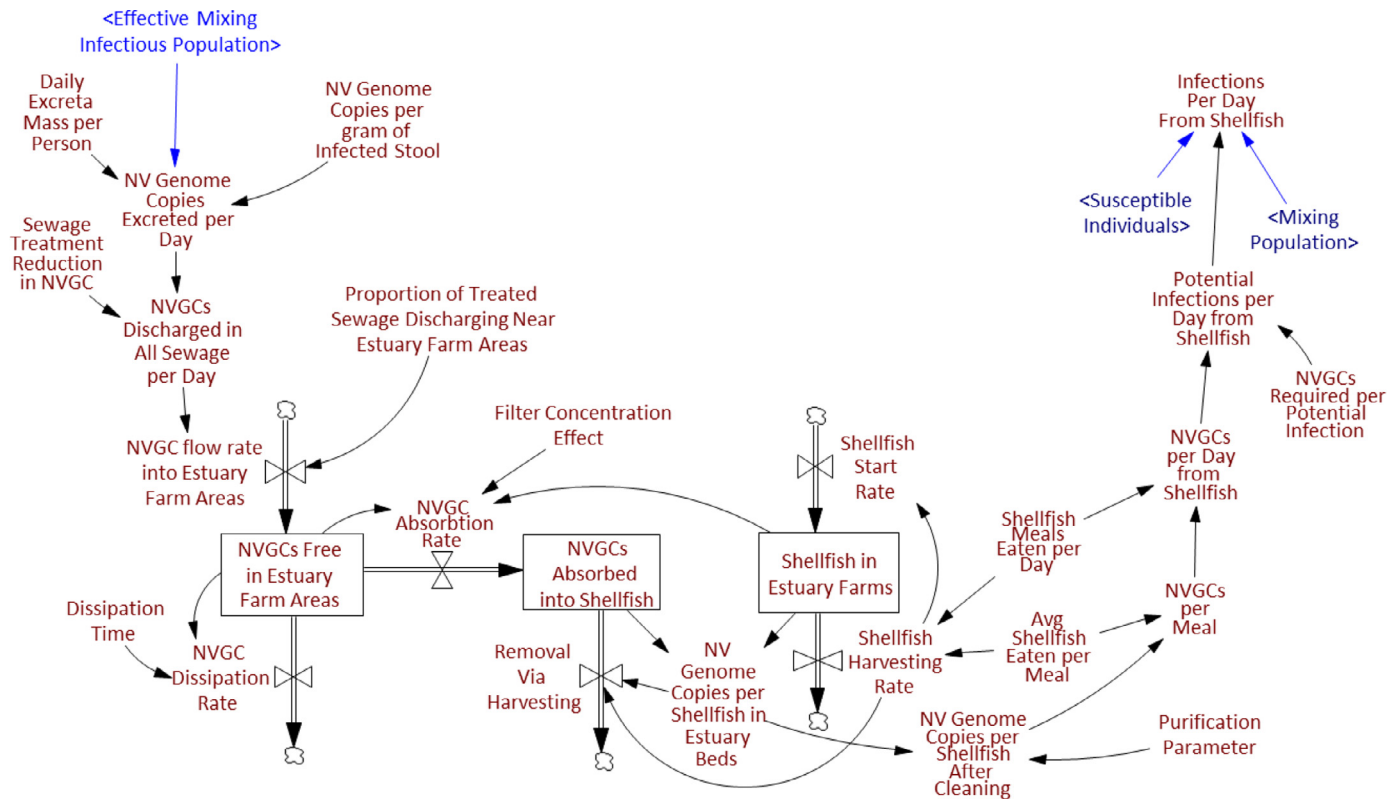 <Effective Mixing
Infectious Population>
Daily
Excreta
Mass per
Person
NV Genome
Copies per
gram of
Infected Stool
NV Genome
Copies
Excreted per
Day
Sewage
Treatment
Reduction
in NVGC
NVGCs
Discharged in
All Sewage
per Day
Proportion of Treated
Sewage Discharging Near
Estuary Farm Areas
NVGC flow rate
into Estuary
Farm Areas
Filter Concentration
Effect
NVGC
Absorbtion
Rate
NVGCs Free
in Estuary
Farm Areas
NVGCs
Absorbed
into Shellfish
Shellfish in
Estuary Farms
Shellfish
Start
Rate
Dissipation
Time
NVGC
Dissipation
Rate
Removal
Via
Harvesting
NV
Genome
Copies per
Shellfish in
Estuary
Beds
Shellfish
Harvesting
Rate
Infections
Per Day
From Shellfish
<Susceptible
Individuals>
<Mixing
Population>
Potential
Infections per
Day from
Shellfish
NVGCs
Required per
Potential
Infection
NVGCs
per Day
from
Shellfish
Shellfish
Meals
Eaten per
Day
Avg
Shellfish
Eaten per
Meal
NVGCs
per
Meal
NV Genome
Copies per
Shellfish
After
Cleaning
Purification
Parameter